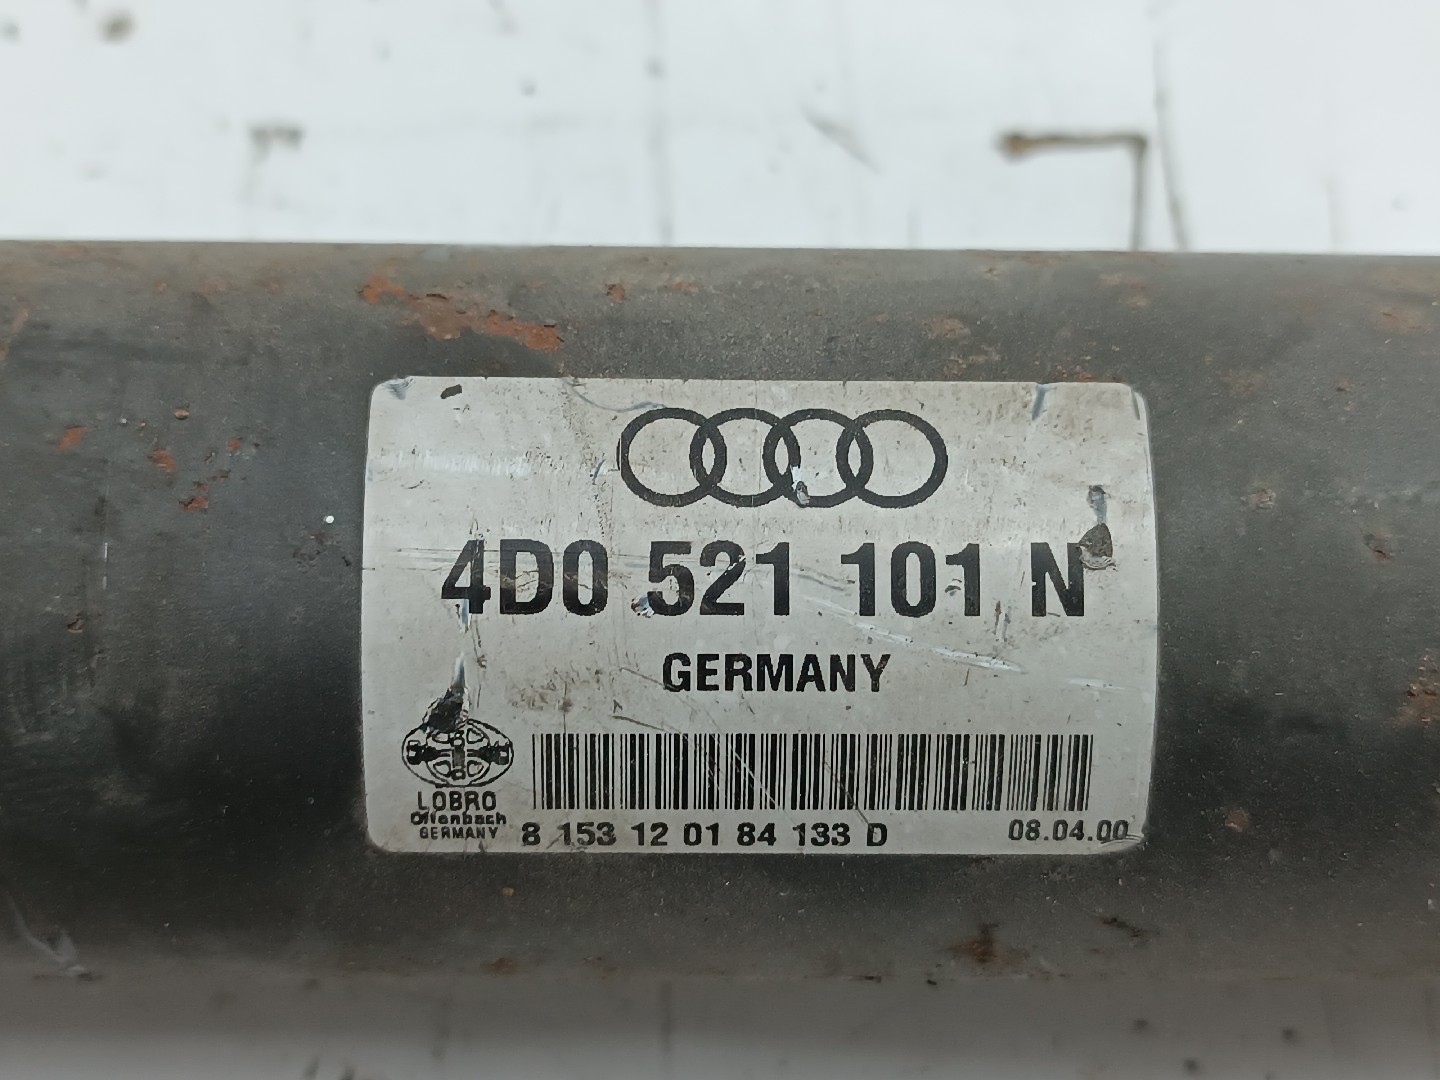 4D0 521 101 N
GERMANY
LOBRO
Offenbach
GERMANY
8 153 12 01 84 133 D
08.04.00